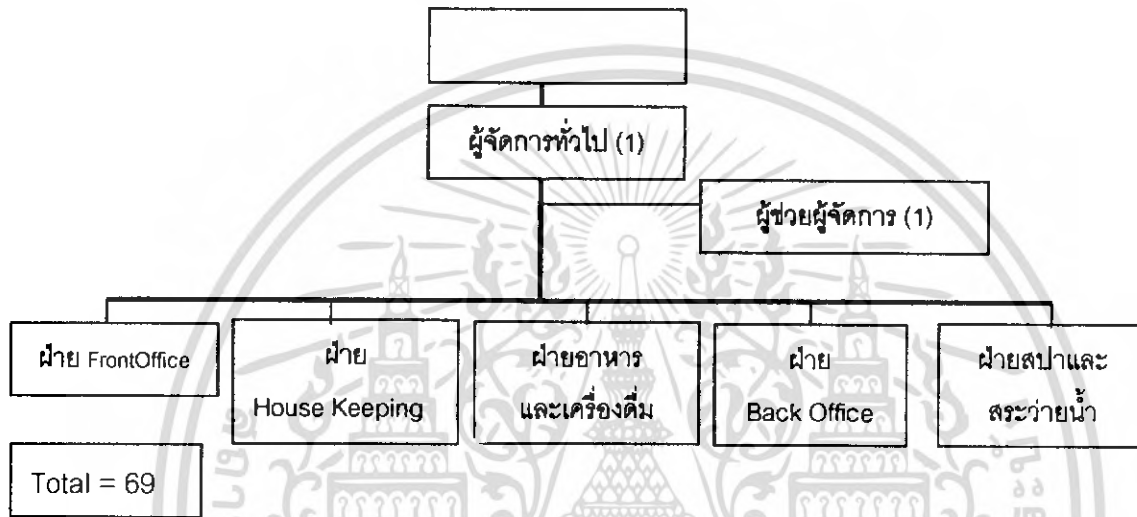 ผู้จัดการทั่วไป (1)
ผู้ช่วยผู้จัดการ (1)
ฝ่าย FrontOffice
ฝ่าย
House Keeping
ฝ่ายอาหาร
และเครื่องดื่ม
ฝ่าย
Back Office
ฝ่ายสปาและ
สระว่ายน้ำ
Total = 69